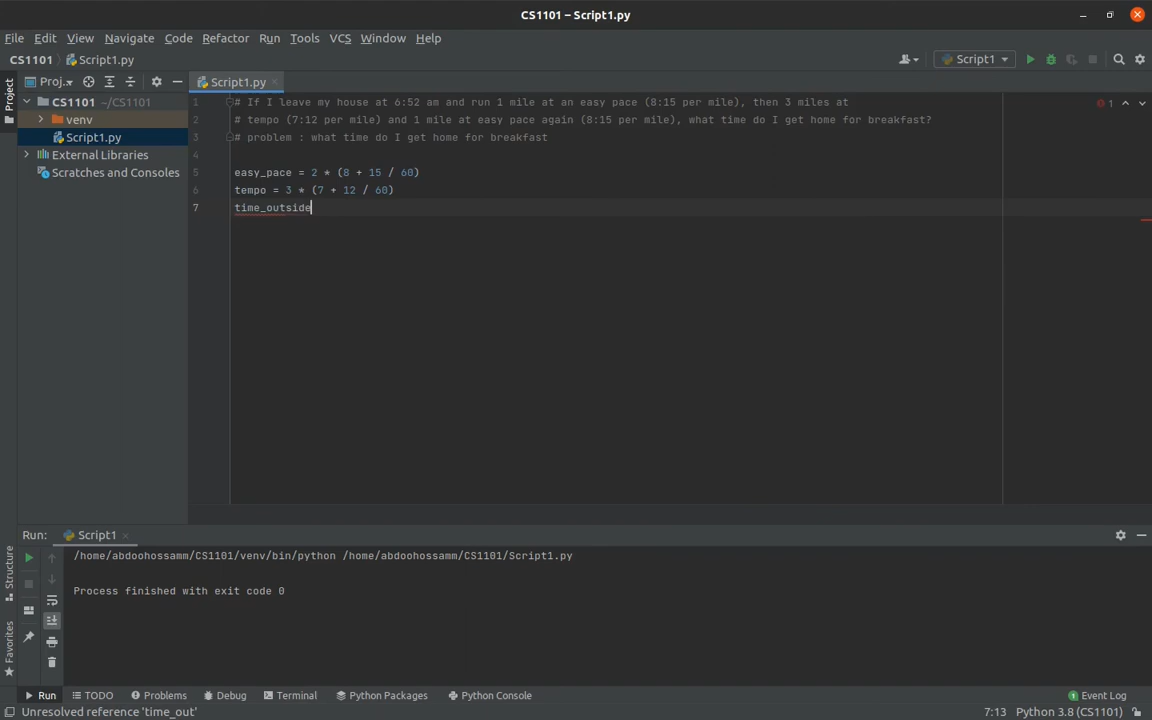 CS1101 – Script1.py
File Edit View Navigate Code Refactor Run Tools VCS Window Help
CS1101 Script1.py Script1
Project Proj... Script1.py
CS1101 ~/CS1101
venv
Script1.py
External Libraries
Scratches and Consoles
1 # If I leave my house at 6:52 am and run 1 mile at an easy pace (8:15 per mile), then 3 miles at 1
2 # tempo (7:12 per mile) and 1 mile at easy pace again (8:15 per mile), what time do I get home for breakfast?
3 # problem : what time do I get home for breakfast
4
5 easy_pace = 2 * (8 + 15 / 60)
6 tempo = 3 * (7 + 12 / 60)
7 time_outside
Run: Script1
/home/abdoohossamm/CS1101/venv/bin/python /home/abdoohossamm/CS1101/Script1.py
Process finished with exit code 0
Structure
Favorites
Run TODO Problems Debug Terminal Python Packages Python Console 1 Event Log
Unresolved reference 'time_out' 7:13 Python 3.8 (CS1101)